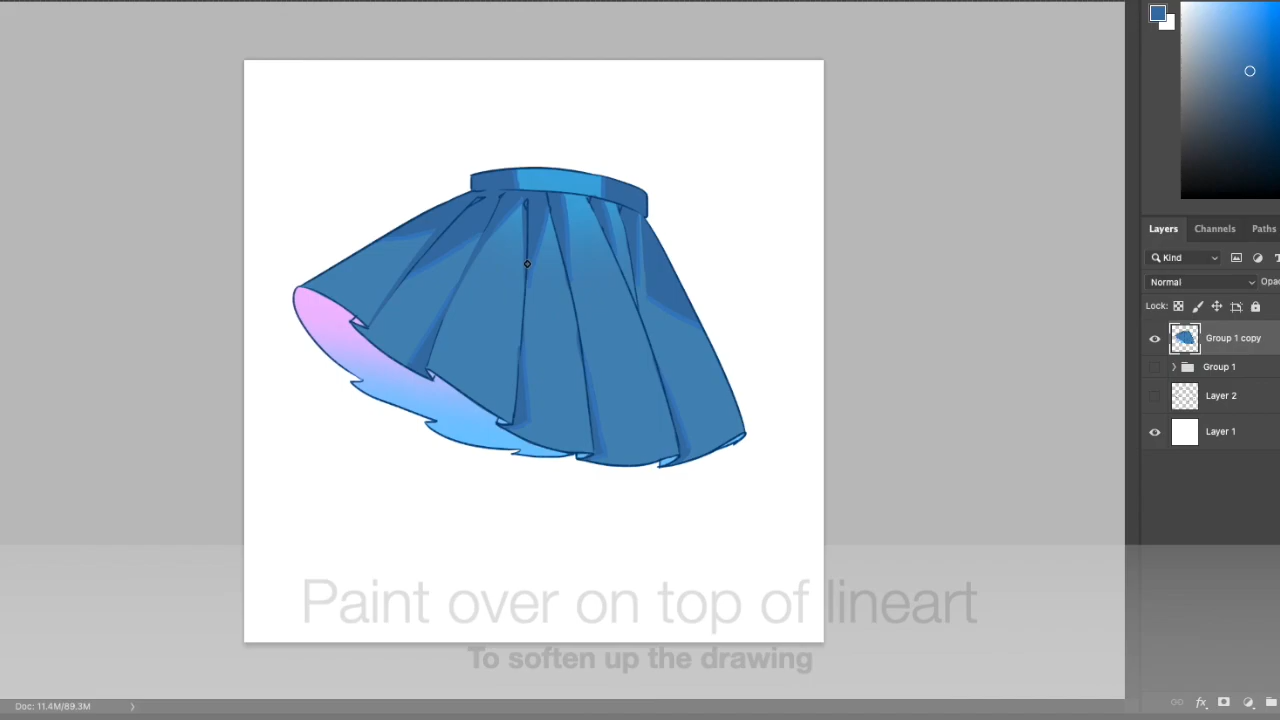 Layers Channels Paths
Kind
Normal
Lock:
Group 1 copy
Group 1
Layer 2
Layer 1
Paint over on top of lineart
To soften up the drawing
Doc: 11.4M/89.3M
fx